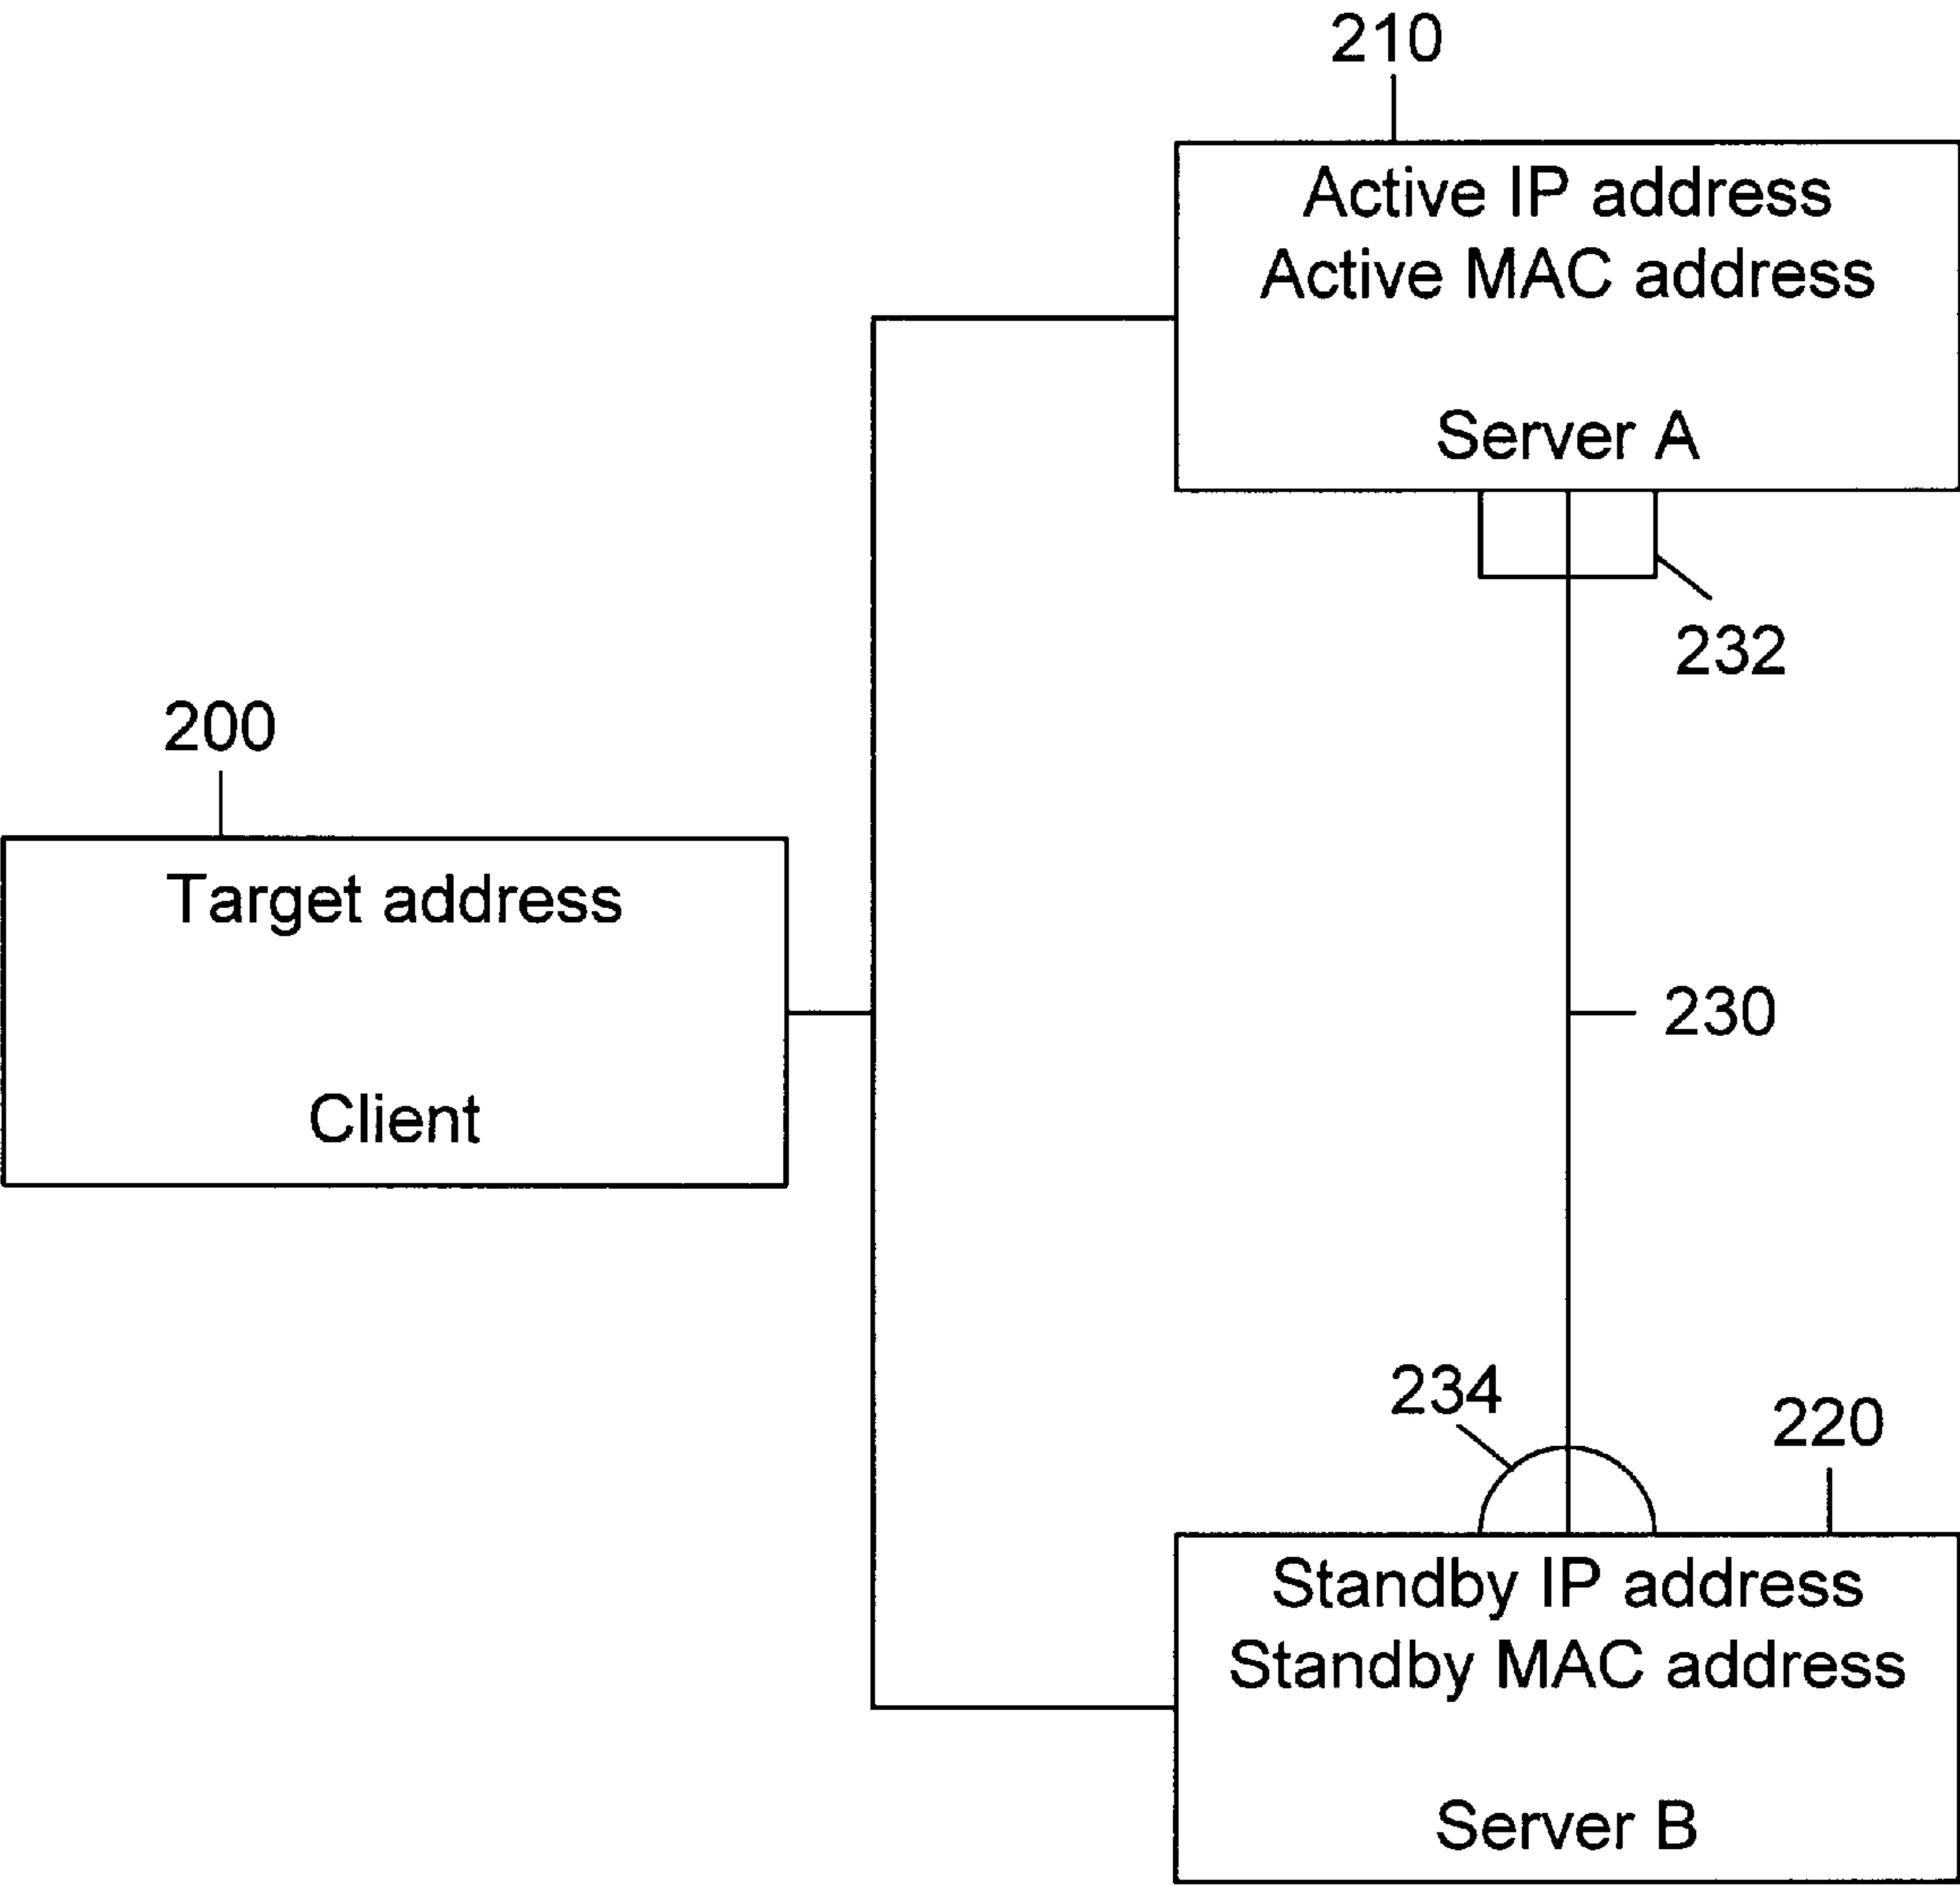 210
Active IP address
Active MAC address
Server A
232
200
Target address
Client
230
234
220
Standby IP address
Standby MAC address
Server B